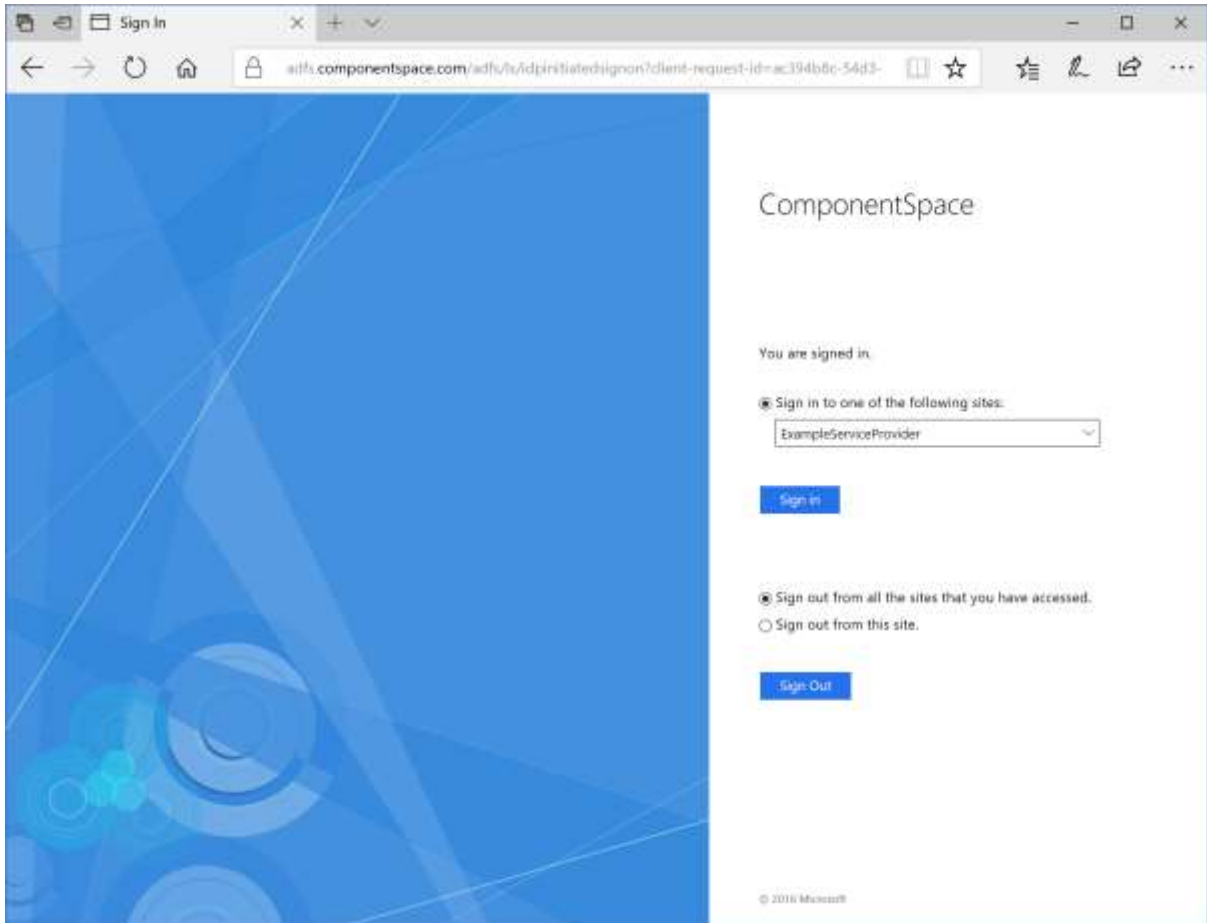 Sign In
adfs.componentspace.com/adfs/ls/idpinitiatedsignon?client-request-id=ac394b8c-54d3-
ComponentSpace
You are signed in.
Sign in to one of the following sites:
ExampleServiceProvider
Sign in
Sign out from all the sites that you have accessed.
Sign out from this site.
Sign Out
© 2016 Microsoft